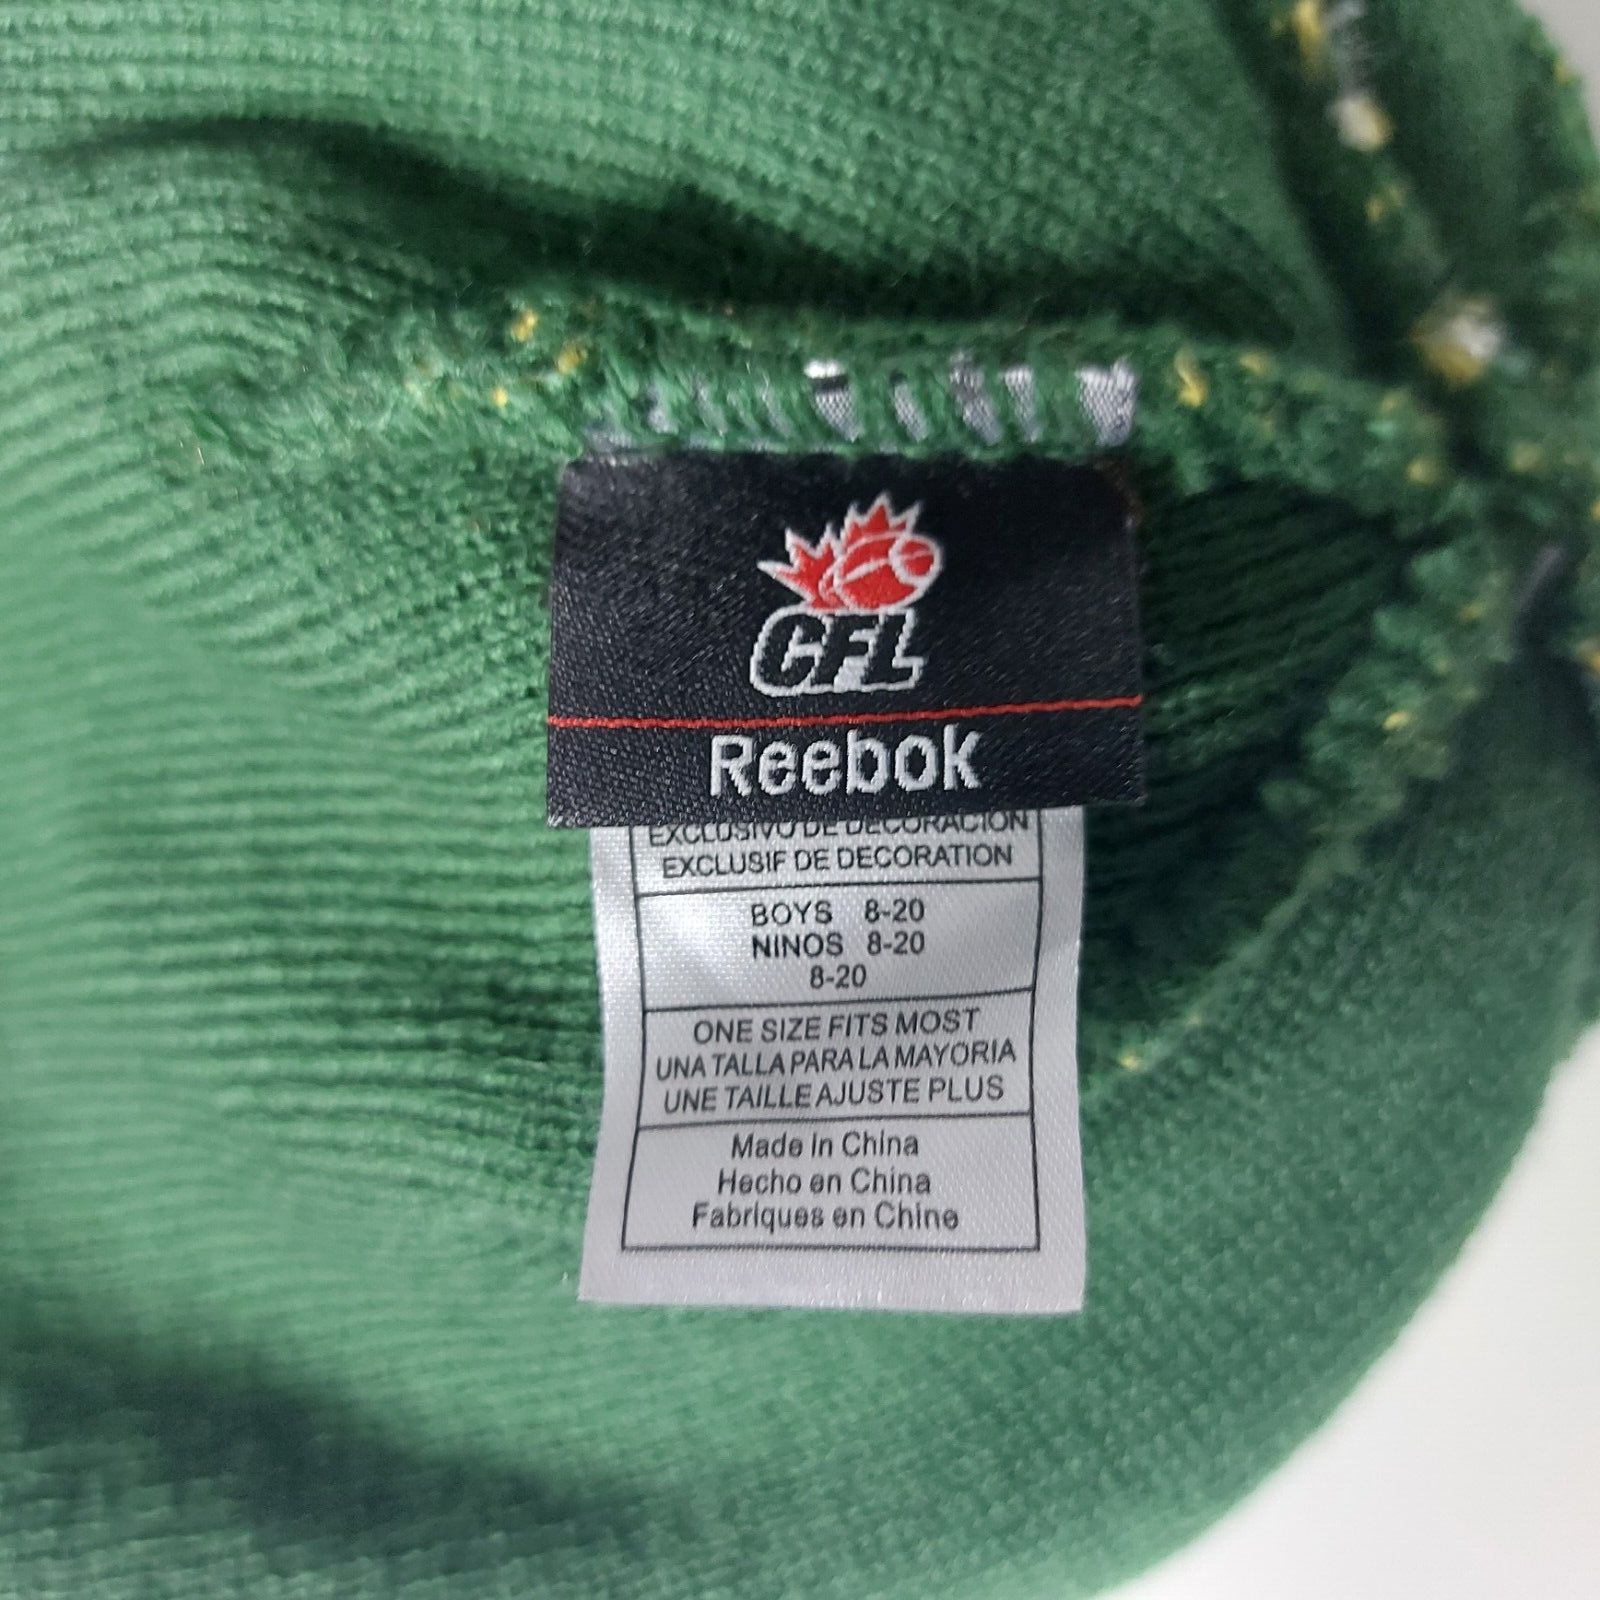 CFL
Reebok
EXCLUSIVO DE DECORACION
EXCLUSIF DE DECORATION
BOYS 8-20
NINOS 8-20
8-20
ONE SIZE FITS MOST
UNA TALLA PARA LA MAYORIA
UNE TAILLE AJUSTE PLUS
Made in China
Hecho en China
Fabriques en Chine